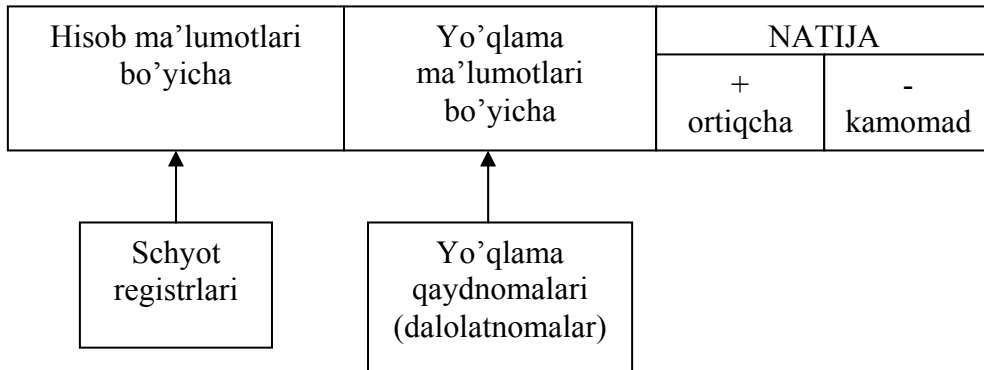 Hisob ma’lumotlari
bo’yicha
Yo’qlama
ma’lumotlari
bo’yicha
NATIJA
+
ortiqcha
-
kamomad
Schyot
registrlari
Yo’qlama
qaydnomalari
(dalolatnomalar)